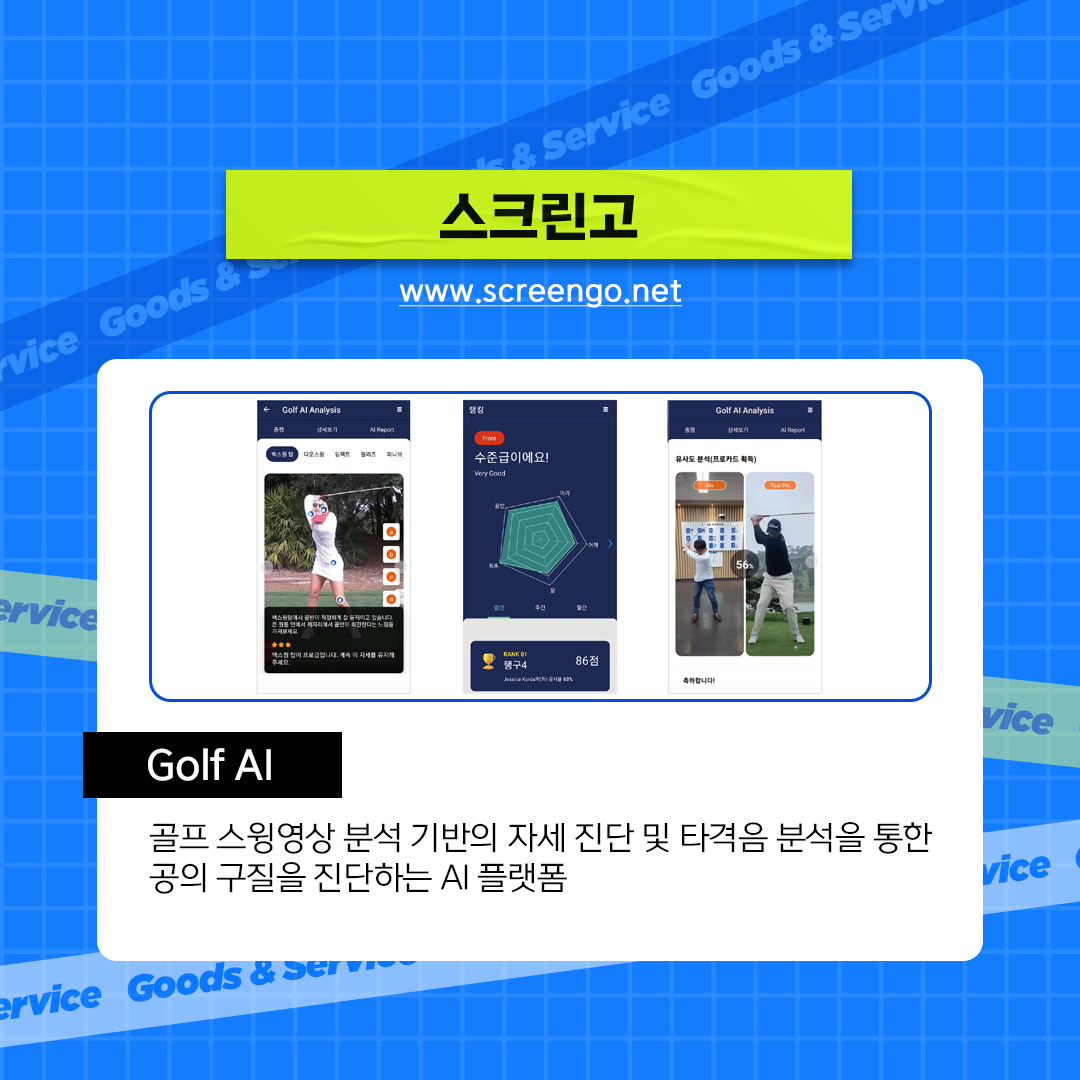 Goods & Service
s & Service
Goods & Se
rvice
스크린고
www.screengo.net
Golf AI Analysis
총평 상세보기 AI Report
백스윙 탑 다운스윙 임팩트 릴리즈 피니쉬
a
b
c
d
백스윙탑에서 골반이 적절하게 잘 움직이고 있습니다.
큰 원통 안에서 제자리에서 골반이 회전한다는 느낌을
가져보세요
백스윙 탑이 프로급입니다. 계속 이 자세를 유지해
주세요.
랭킹
Front
수준급이에요!
Very Good
머리
골반
어깨
척추
팔
일간 주간 월간
RANK 01
탱구4
86점
Jessica Korda과(와) 유사율 63%
Golf AI Analysis
총평 상세보기 AI Report
유사도 분석(프로카드 획득)
Me
Tour Pro
56%
축하합니다!
ervice
vice
Golf AI
골프 스윙영상 분석 기반의 자세 진단 및 타격음 분석을 통한
공의 구질을 진단하는 AI 플랫폼
vice
ervice Goods & Service